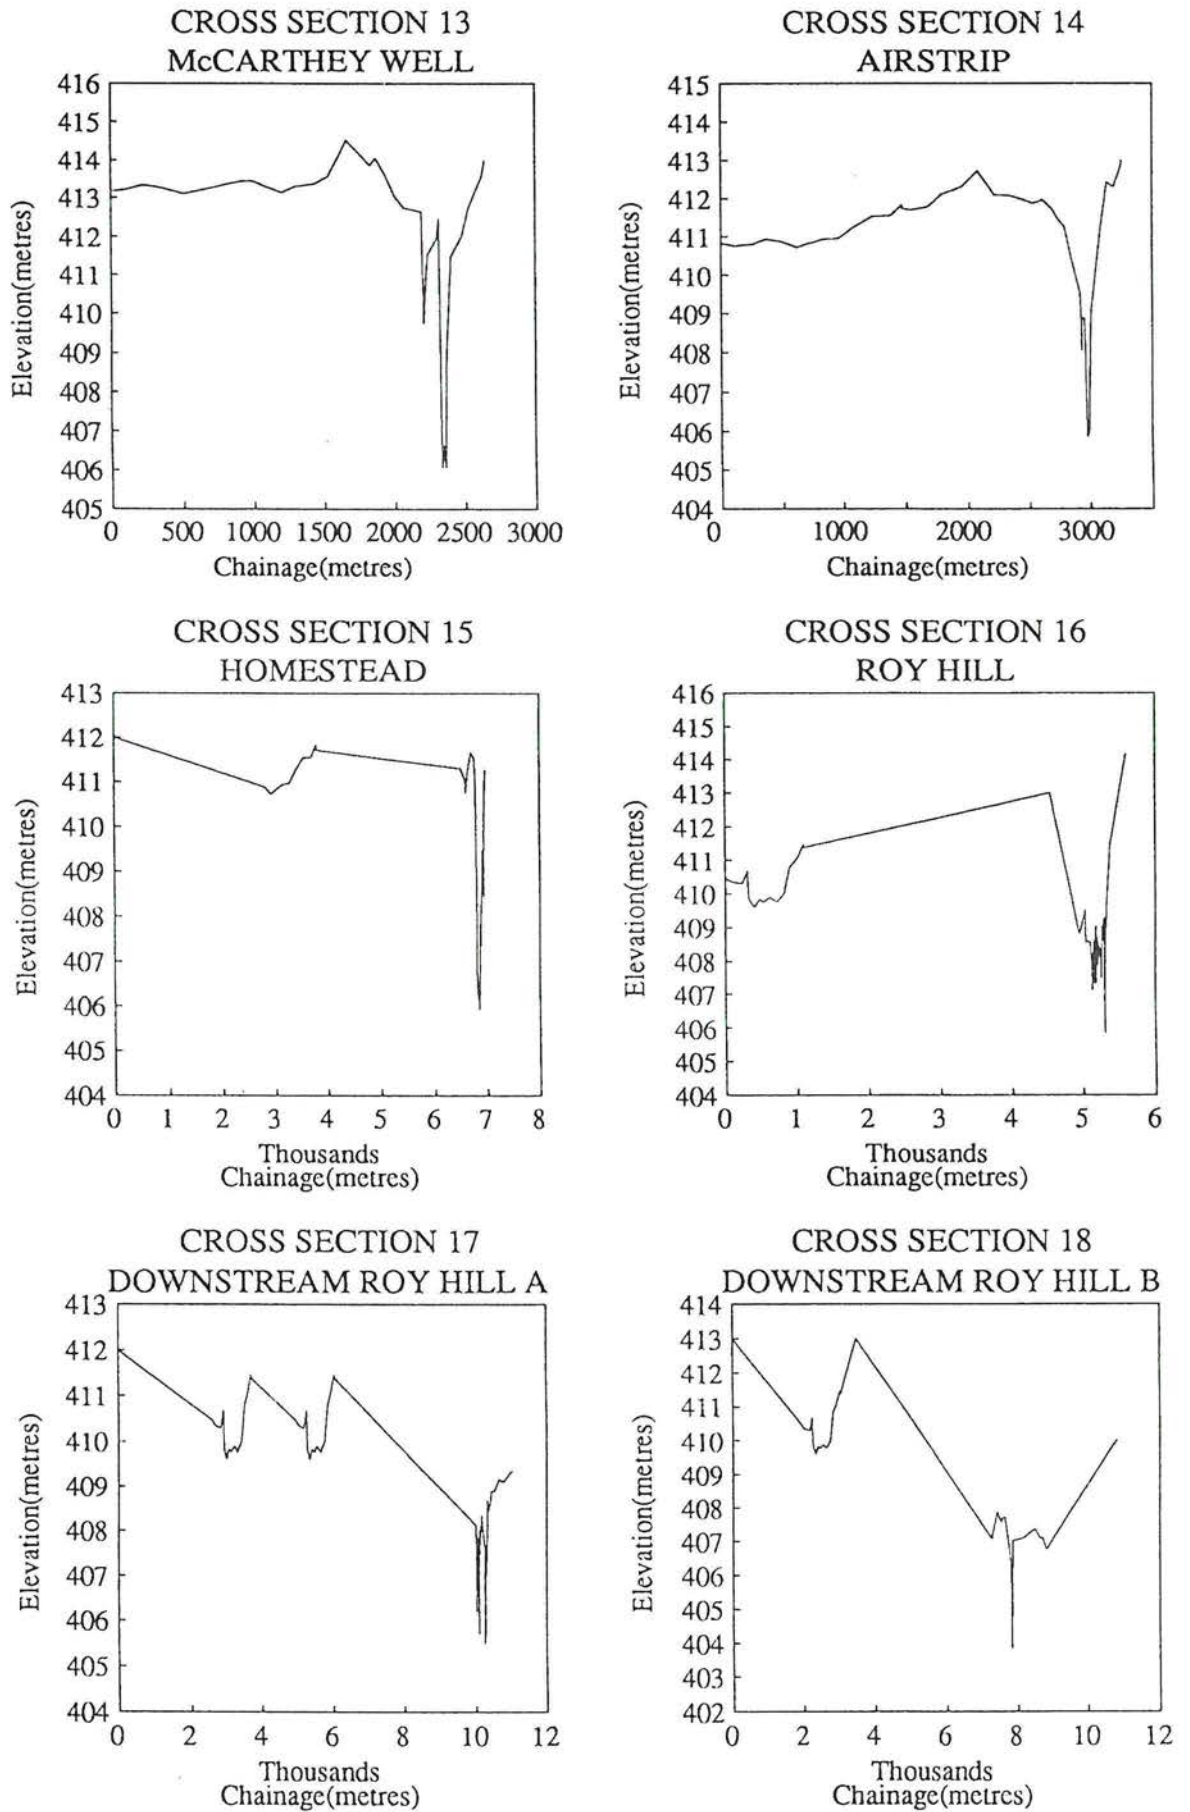 CROSS SECTION 13
McCARTHEY WELL
416
415
414
413
412
411
410
409
408
407
406
405
Elevation(metres)
0 500 1000 1500 2000 2500 3000
Chainage(metres)
CROSS SECTION 14
AIRSTRIP
415
414
413
412
411
410
409
408
407
406
405
404
Elevation(metres)
1000 2000 3000
Chainage(metres)
CROSS SECTION 15
HOMESTEAD
413
412
411
410
409
408
407
406
405
404
Elevation(metres)
0 1 2 3 4 5 6 7 8
Thousands
Chainage(metres)
CROSS SECTION 16
ROY HILL
416
415
414
413
412
411
410
409
408
407
406
405
404
Elevation(metres)
0 1 2 3 4 5 6
Thousands
Chainage(metres)
CROSS SECTION 17
DOWNSTREAM ROY HILL A
413
412
411
410
409
408
407
406
405
404
Elevation(metres)
0 2 4 6 8 10 12
Thousands
Chainage(metres)
CROSS SECTION 18
DOWNSTREAM ROY HILL B
414
413
412
411
410
409
408
407
406
405
404
403
402
Elevation(metres)
0 2 4 6 8 10 12
Thousands
Chainage(metres)